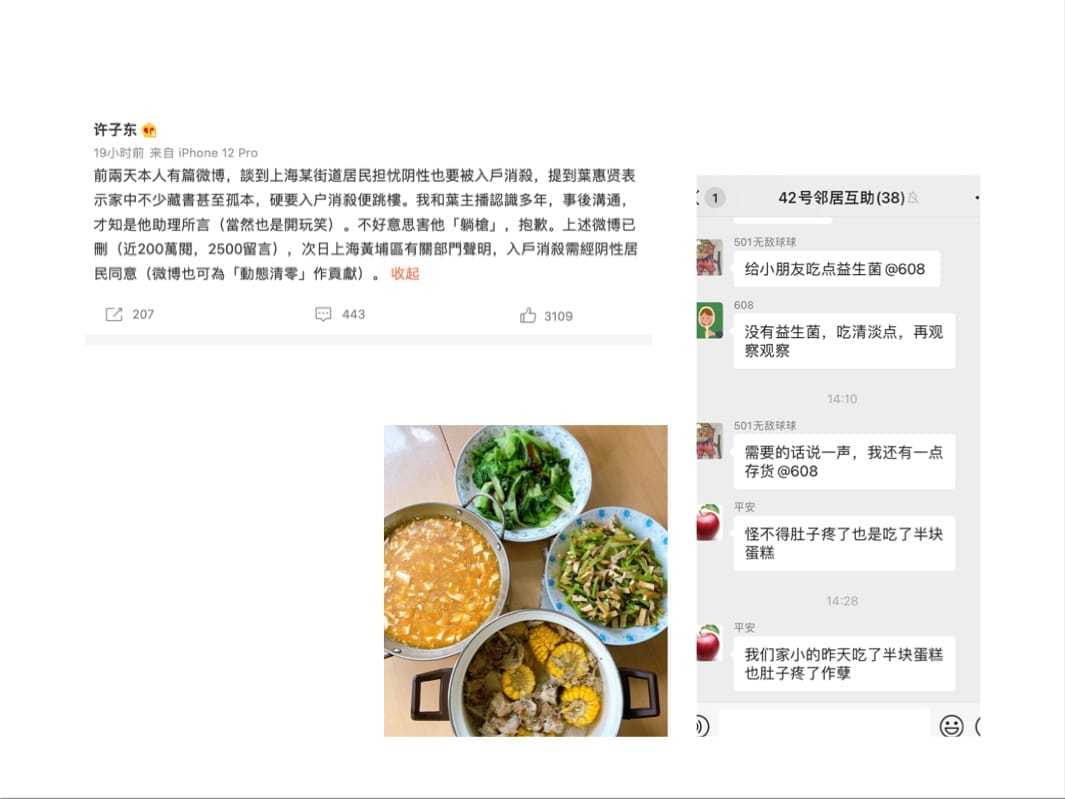 许子东
19小时前 来自 iPhone 12 Pro
前兩天本人有篇微博，談到上海某街道居民担忧阴性也要被入戶消殺，提到葉惠贤表
示家中不少藏書甚至孤本，硬要入户消殺便跳樓。我和葉主播認識多年，事後溝通，
才知是他助理所言（當然也是開玩笑）。不好意思害他「躺槍」，抱歉。上述微博已
刪（近200萬閱，2500留言），次日上海黃埔區有關部門聲明，入戶消殺需經阴性居
民同意（微博也可為「動態清零」作貢獻）。 收起
207
443
3109
1
42号邻居互助(38)
501无敌球球
给小朋友吃点益生菌@608
608
没有益生菌，吃清淡点，再观
察观察
14:10
501无敌球球
需要的话说一声，我还有一点
存货@608
平安
怪不得肚子疼了也是吃了半块
蛋糕
14:28
平安
我们家小的昨天吃了半块蛋糕
也肚子疼了作孽